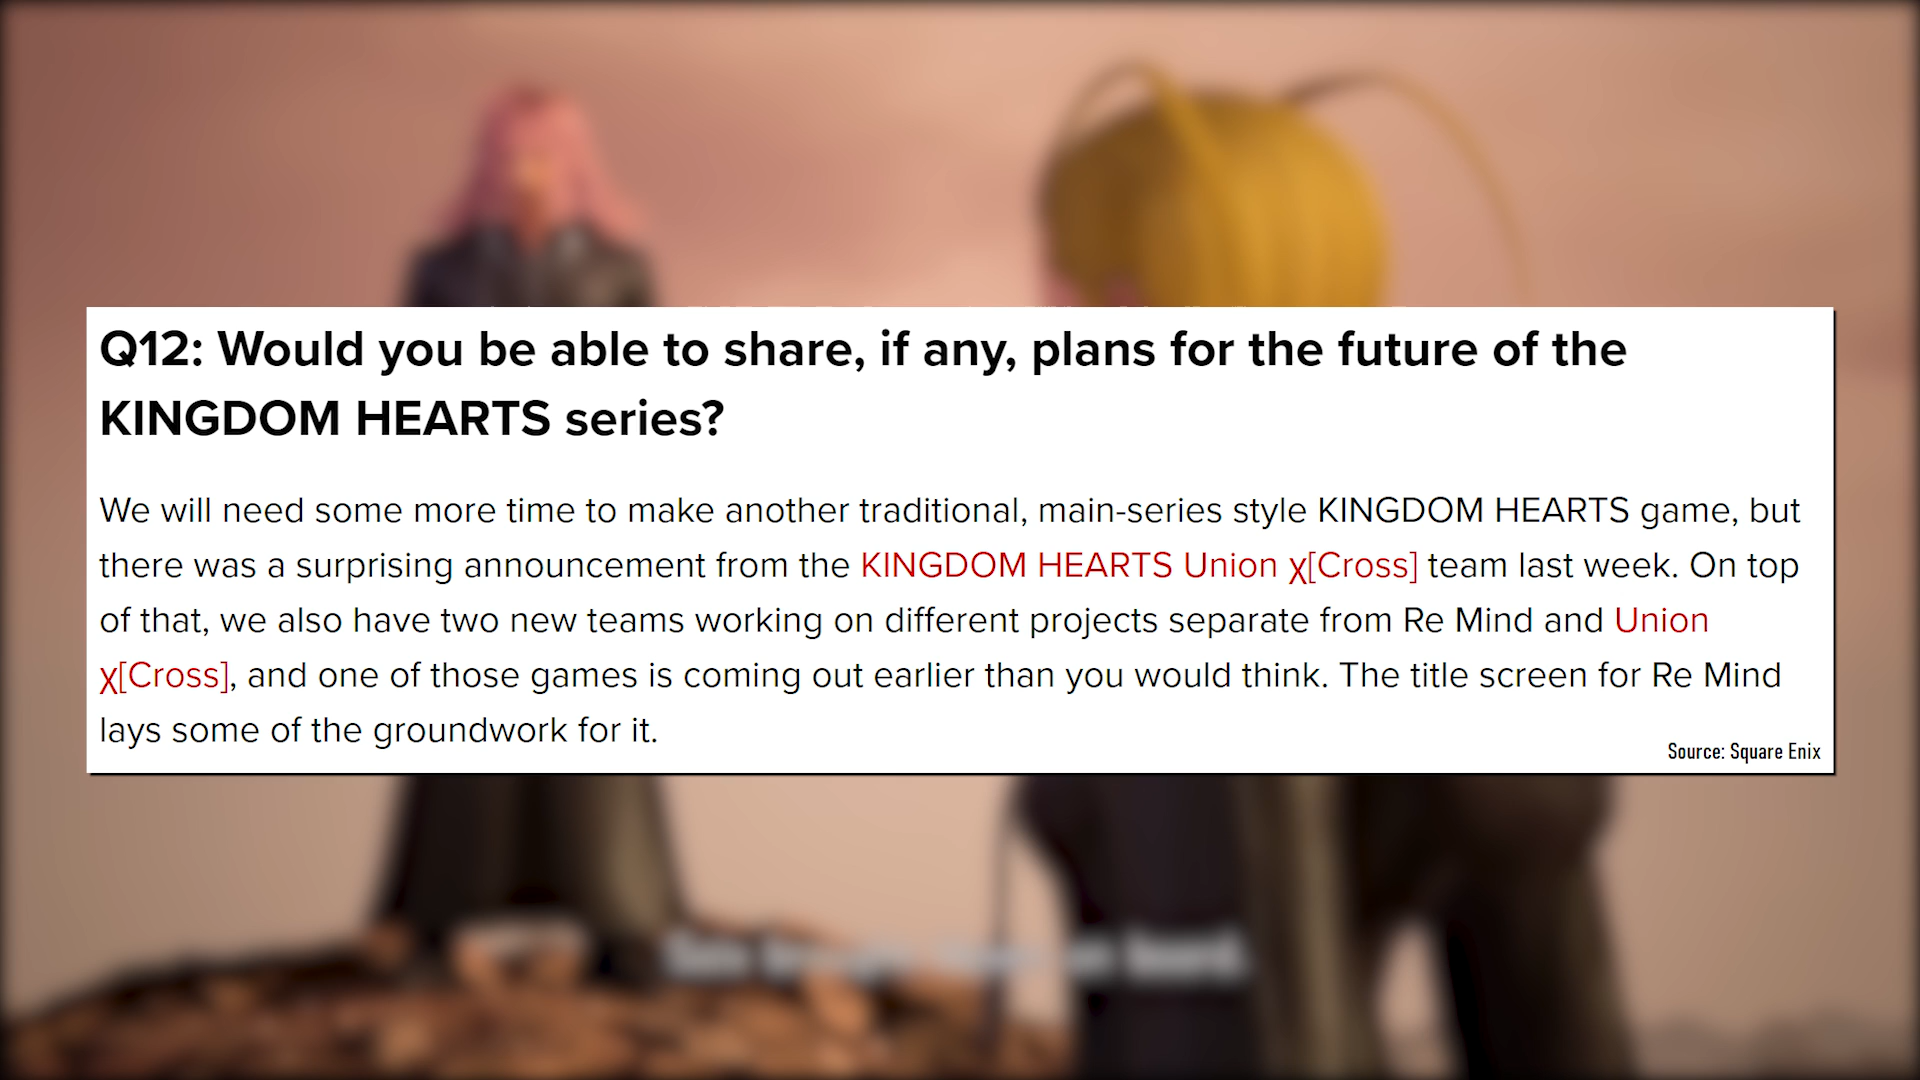 Q12: Would you be able to share, if any, plans for the future of the
KINGDOM HEARTS series?
We will need some more time to make another traditional, main-series style KINGDOM HEARTS game, but
there was a surprising announcement from the KINGDOM HEARTS Union χ[Cross] team last week. On top
of that, we also have two new teams working on different projects separate from Re Mind and Union
χ[Cross], and one of those games is coming out earlier than you would think. The title screen for Re Mind
lays some of the groundwork for it.
Source: Square Enix